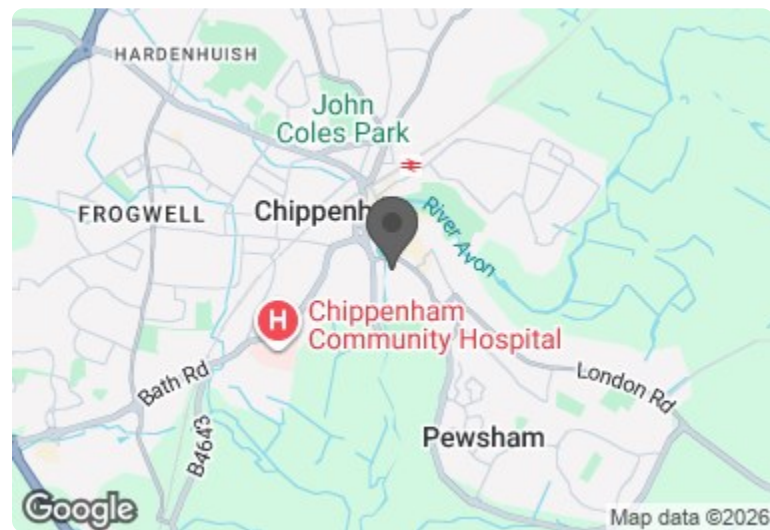 HARDENHUISH
John
Coles Park
FROGWELL
Chippenh
River Avon
H
Chippenham
Community Hospital
Bath Rd
London Rd
B4643
Pewsham
Google
Map data ©2026